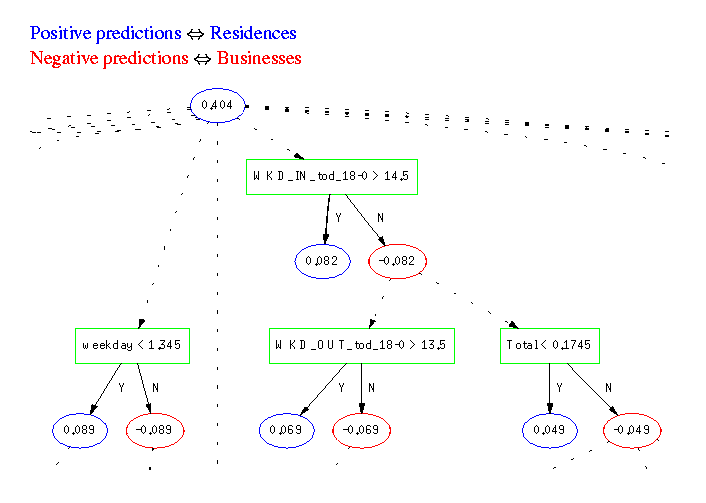 Positive predictions ⇔ Residences
Negative predictions ⇔ Businesses
0.404
WKD_IN_tod_18-0 > 14.5
Y N
0.082 -0.082
weekday < 1.345 WKD_OUT_tod_18-0 > 13.5 Total < 0.1745
Y N Y N Y N
0.089 -0.089 0.069 -0.069 0.049 -0.049